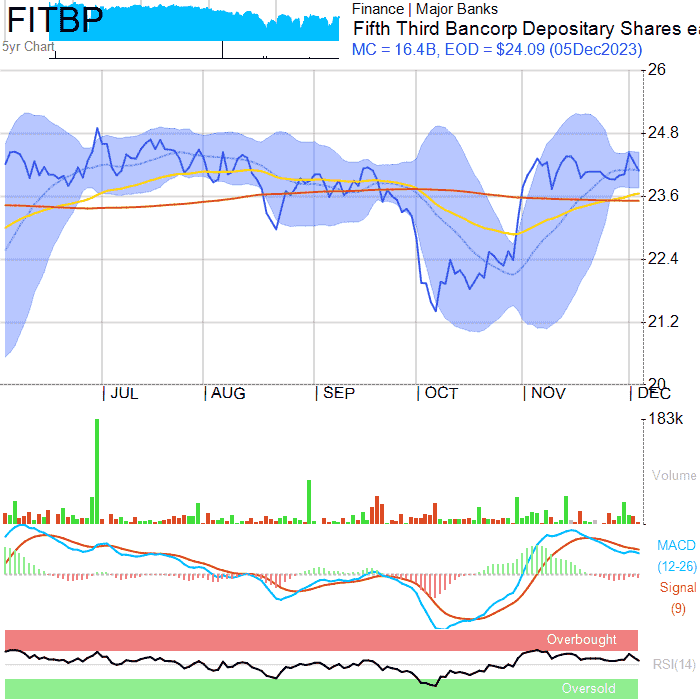 FITBP
5yr Chart
Finance | Major Banks
Fifth Third Bancorp Depositary Shares ea
MC = 16.4B, EOD = $24.09 (05Dec2023)
26
24.8
23.6
22.4
21.2
20
| JUL | AUG | SEP | OCT | NOV | DEC
183k
Volume
MACD
(12-26)
Signal
(9)
Overbought
RSI(14)
Oversold